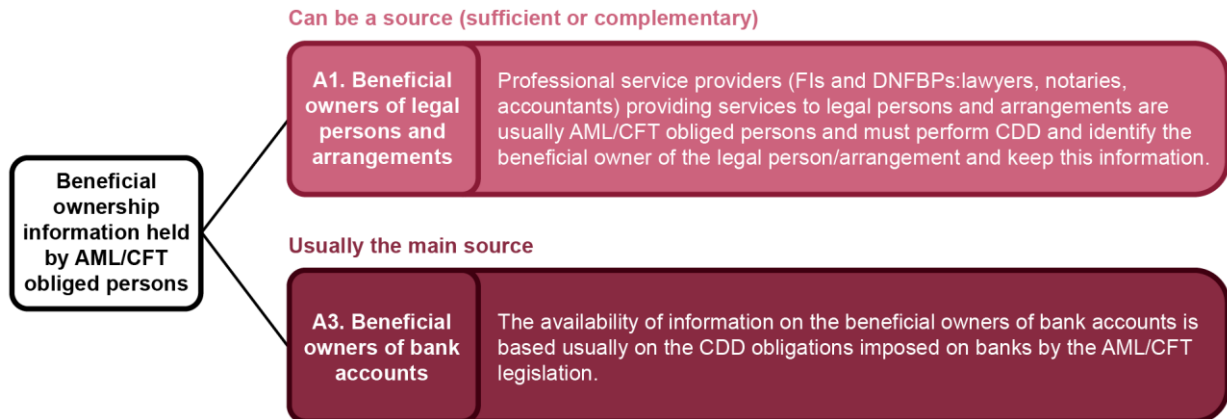 Can be a source (sufficient or complementary)
A1. Beneficial
owners of legal
persons and
arrangements
Professional service providers (FIs and DNFBPs:lawyers, notaries,
accountants) providing services to legal persons and arrangements are
usually AML/CFT obliged persons and must perform CDD and identify the
beneficial owner of the legal person/arrangement and keep this information.
Beneficial
ownership
information held
by AML/CFT
obliged persons
Usually the main source
A3. Beneficial
owners of bank
accounts
The availability of information on the beneficial owners of bank accounts is
based usually on the CDD obligations imposed on banks by the AML/CFT
legislation.